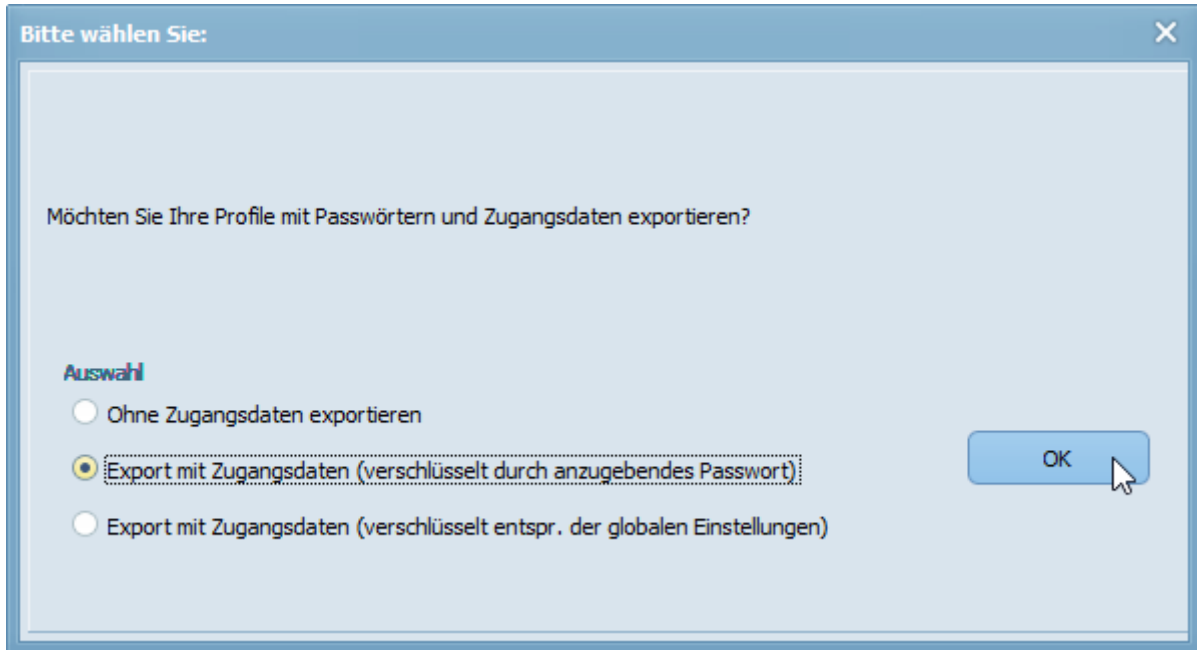 Bitte wählen Sie:
Möchten Sie Ihre Profile mit Passwörtern und Zugangsdaten exportieren?
Auswahl
Ohne Zugangsdaten exportieren
Export mit Zugangsdaten (verschlüsselt durch anzugebendes Passwort)
OK
Export mit Zugangsdaten (verschlüsselt entspr. der globalen Einstellungen)